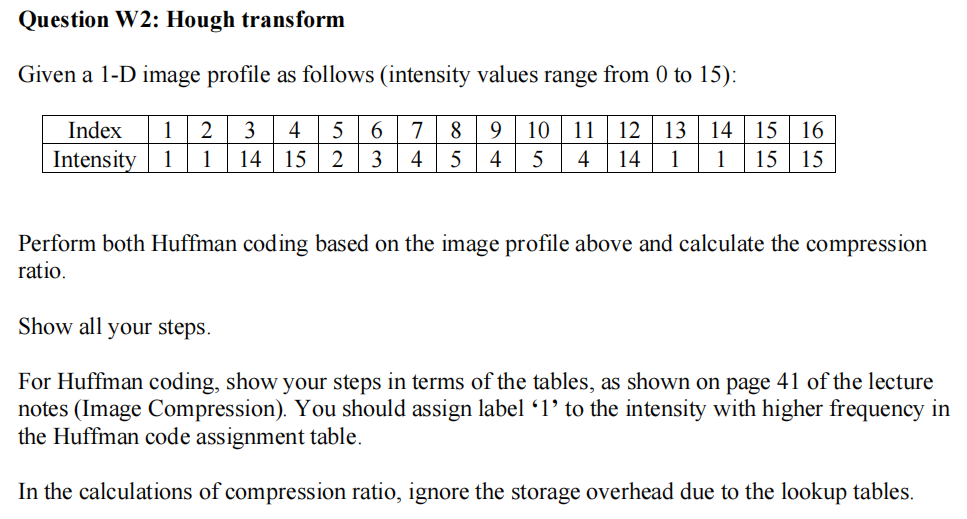 Question W2: Hough transform
Given a 1-D image profile as follows (intensity values range from 0 to 15):
Index 1 2 3 4 5 6 7 8 9 10 11 12 13 14 15 16
Intensity 1 1 14 15 2 3 4 5 4 5 4 14 1 1 15 15
Perform both Huffman coding based on the image profile above and calculate the compression
ratio.
Show all your steps.
For Huffman coding, show your steps in terms of the tables, as shown on page 41 of the lecture
notes (Image Compression). You should assign label ‘1’ to the intensity with higher frequency in
the Huffman code assignment table.
In the calculations of compression ratio, ignore the storage overhead due to the lookup tables.